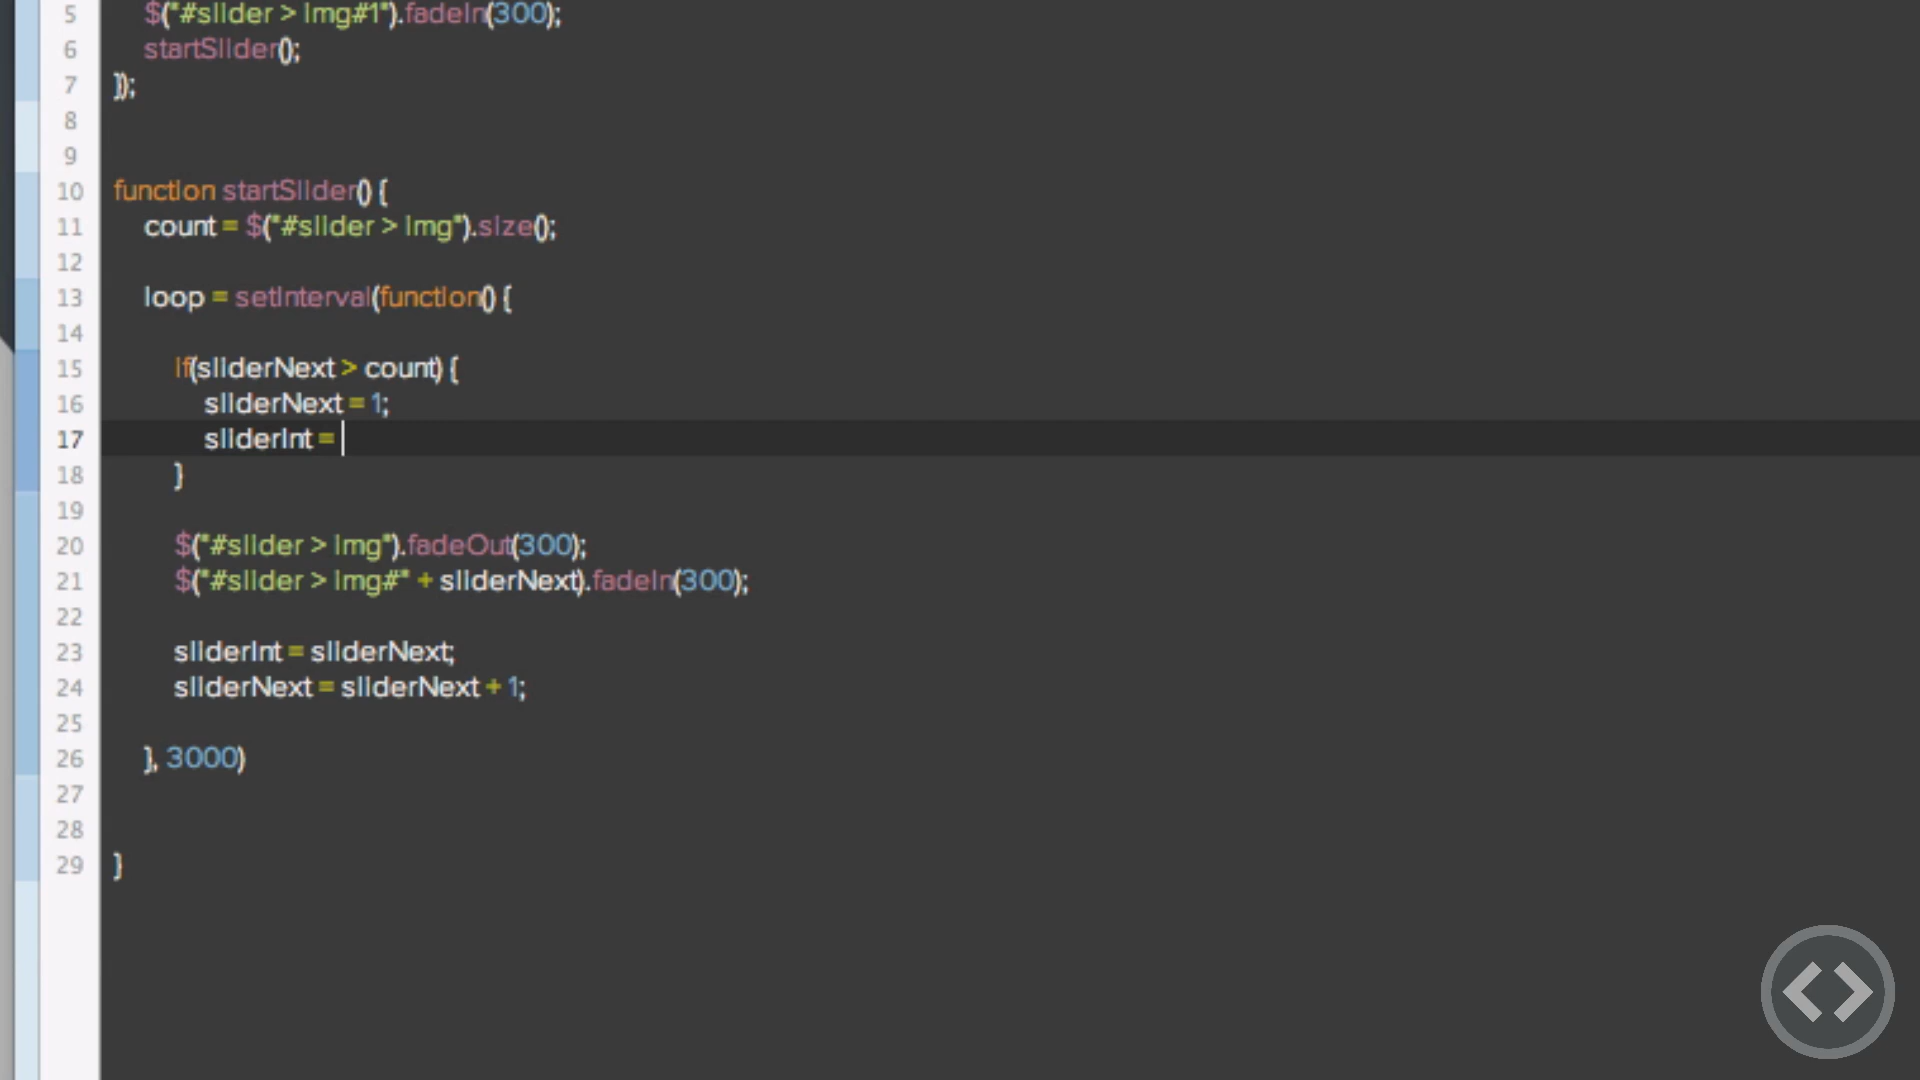 5 $("#slider > img#1").fadeIn(300);
6 startSlider();
7 });
8
9
10 function startSlider() {
11 count = $("#slider > img").size();
12
13 loop = setInterval(function() {
14
15 if(sliderNext > count) {
16 sliderNext = 1;
17 sliderInt =
18 }
19
20 $("#slider > img").fadeOut(300);
21 $("#slider > img#" + sliderNext).fadeIn(300);
22
23 sliderInt = sliderNext;
24 sliderNext = sliderNext + 1;
25
26 }, 3000)
27
28
29 }